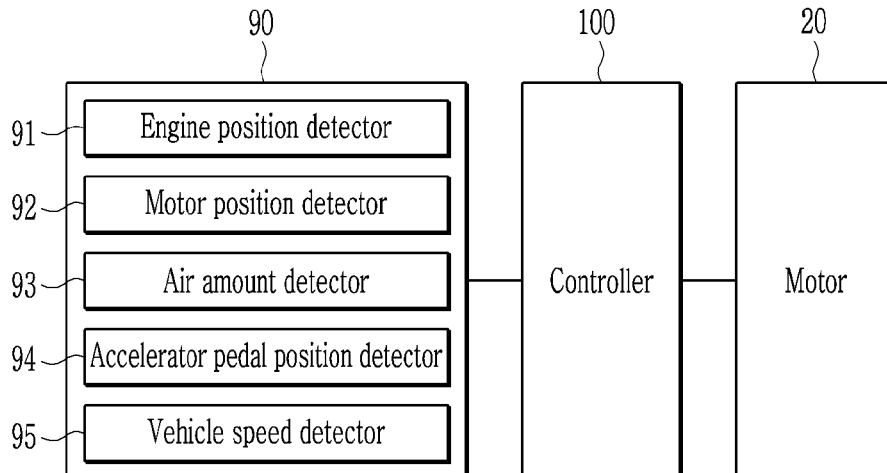 90
100
20
91
Engine position detector
92
Motor position detector
93
Air amount detector
Controller
Motor
94
Accelerator pedal position detector
95
Vehicle speed detector